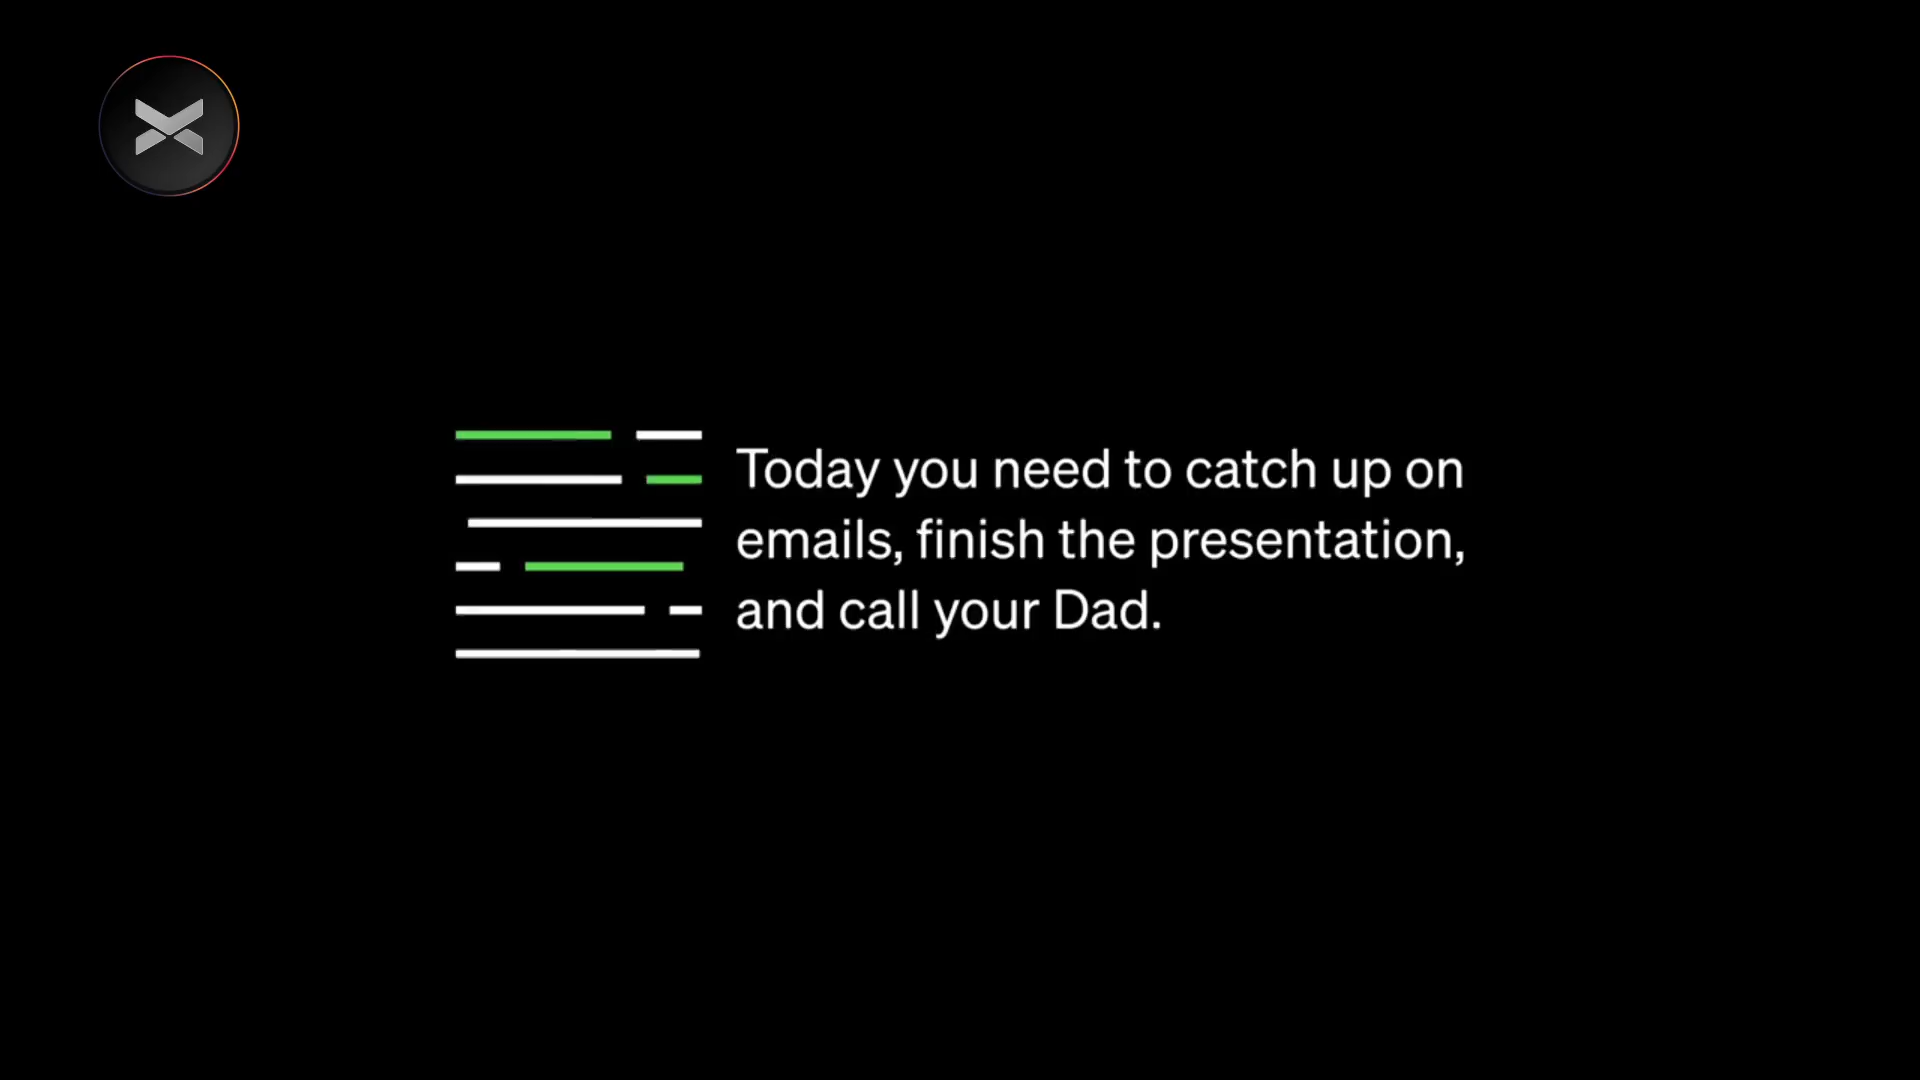 Today you need to catch up on
emails, finish the presentation,
and call your Dad.